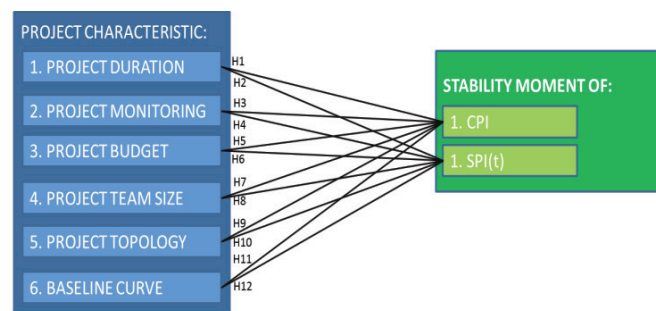 PROJECT CHARACTERISTIC:
1. PROJECT DURATION
2. PROJECT MONITORING
3. PROJECT BUDGET
4. PROJECT TEAM SIZE
5. PROJECT TOPOLOGY
6. BASELINE CURVE
H1
H2
H3
H4
H5
H6
H7
H8
H9
H10
H11
H12
STABILITY MOMENT OF:
1. CPI
1. SPI(t)